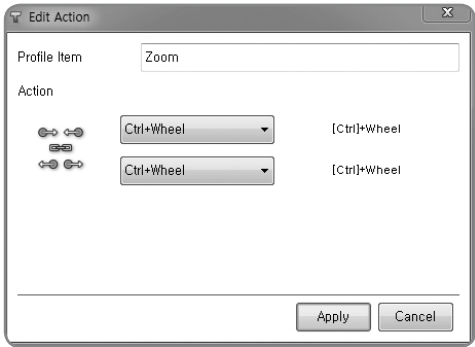 Edit Action
Profile Item Zoom
Action
Ctrl+Wheel [Ctrl]+Wheel
Ctrl+Wheel [Ctrl]+Wheel
Apply Cancel